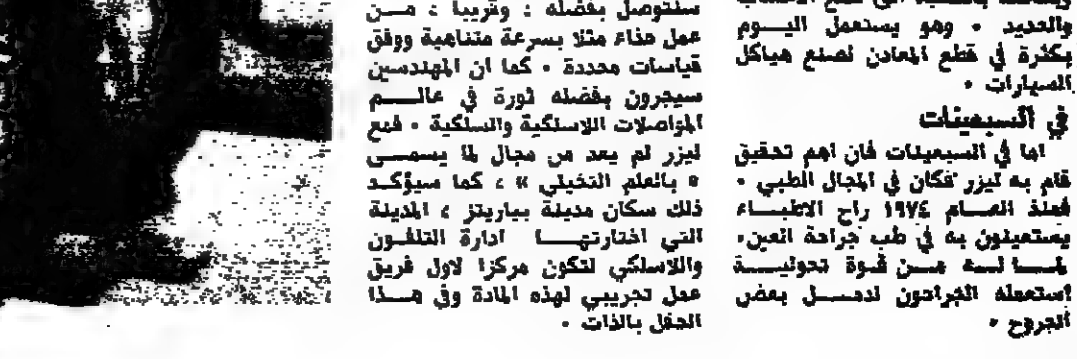 والحديد . وهو يستعمل اليوم
بكثرة في قطع المعادن لصنع هياكل
السيارات .
في السبعينات
اما في السبعينات فان اهم تحقيق
قام به ليزر فكان في المجال الطبي .
فمنذ العام ١٩٧٤ راح الاطباء
يستعينون به في طب جراحة العين.
لما له من قوة تحولية
استعمله الجراحون لدمل بعض
الجروح .
سنتوصل بفضله ; وقريبا ; من
عمل حذاء مثلا بسرعة متناهية ووفق
قياسات محددة . كما ان المهندسين
سيجرون بفضله ثورة في عالم
المواصلات اللاسلكية والسلكية . فمع
ليزر لم يعد من مجال لما يسمى
« بالعلم التخيلي » ; كما سيؤكد
ذلك سكان مدينة بياريتز ; المدينة
التي اختارتها ادارة التلفون
واللاسلكي لتكون مركزا لاول فريق
عمل تجريبي لهذه المادة وفي هذا
الحقل بالذات .